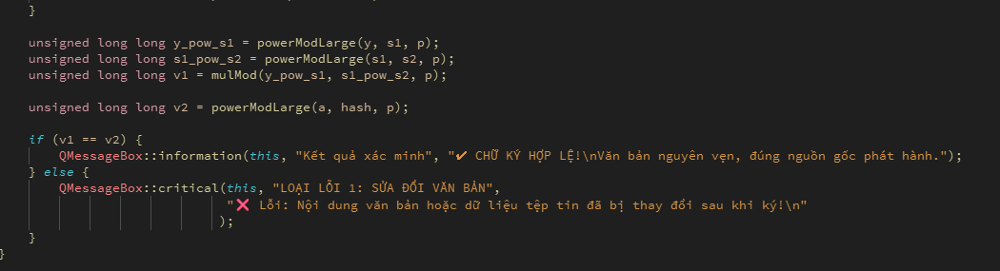 }
unsigned long long y_pow_s1 = powerModLarge(y, s1, p);
unsigned long long s1_pow_s2 = powerModLarge(s1, s2, p);
unsigned long long v1 = mulMod(y_pow_s1, s1_pow_s2, p);
unsigned long long v2 = powerModLarge(a, hash, p);
if (v1 == v2) {
QMessageBox::information(this, "Kết quả xác minh", "✔ CHỮ KÝ HỢP LỆ!\nVăn bản nguyên vẹn, đúng nguồn gốc phát hành.");
} else {
QMessageBox::critical(this, "LOẠI LỖI 1: SỬA ĐỔI VĂN BẢN",
"❌ Lỗi: Nội dung văn bản hoặc dữ liệu tệp tin đã bị thay đổi sau khi ký!\n"
);
}
}